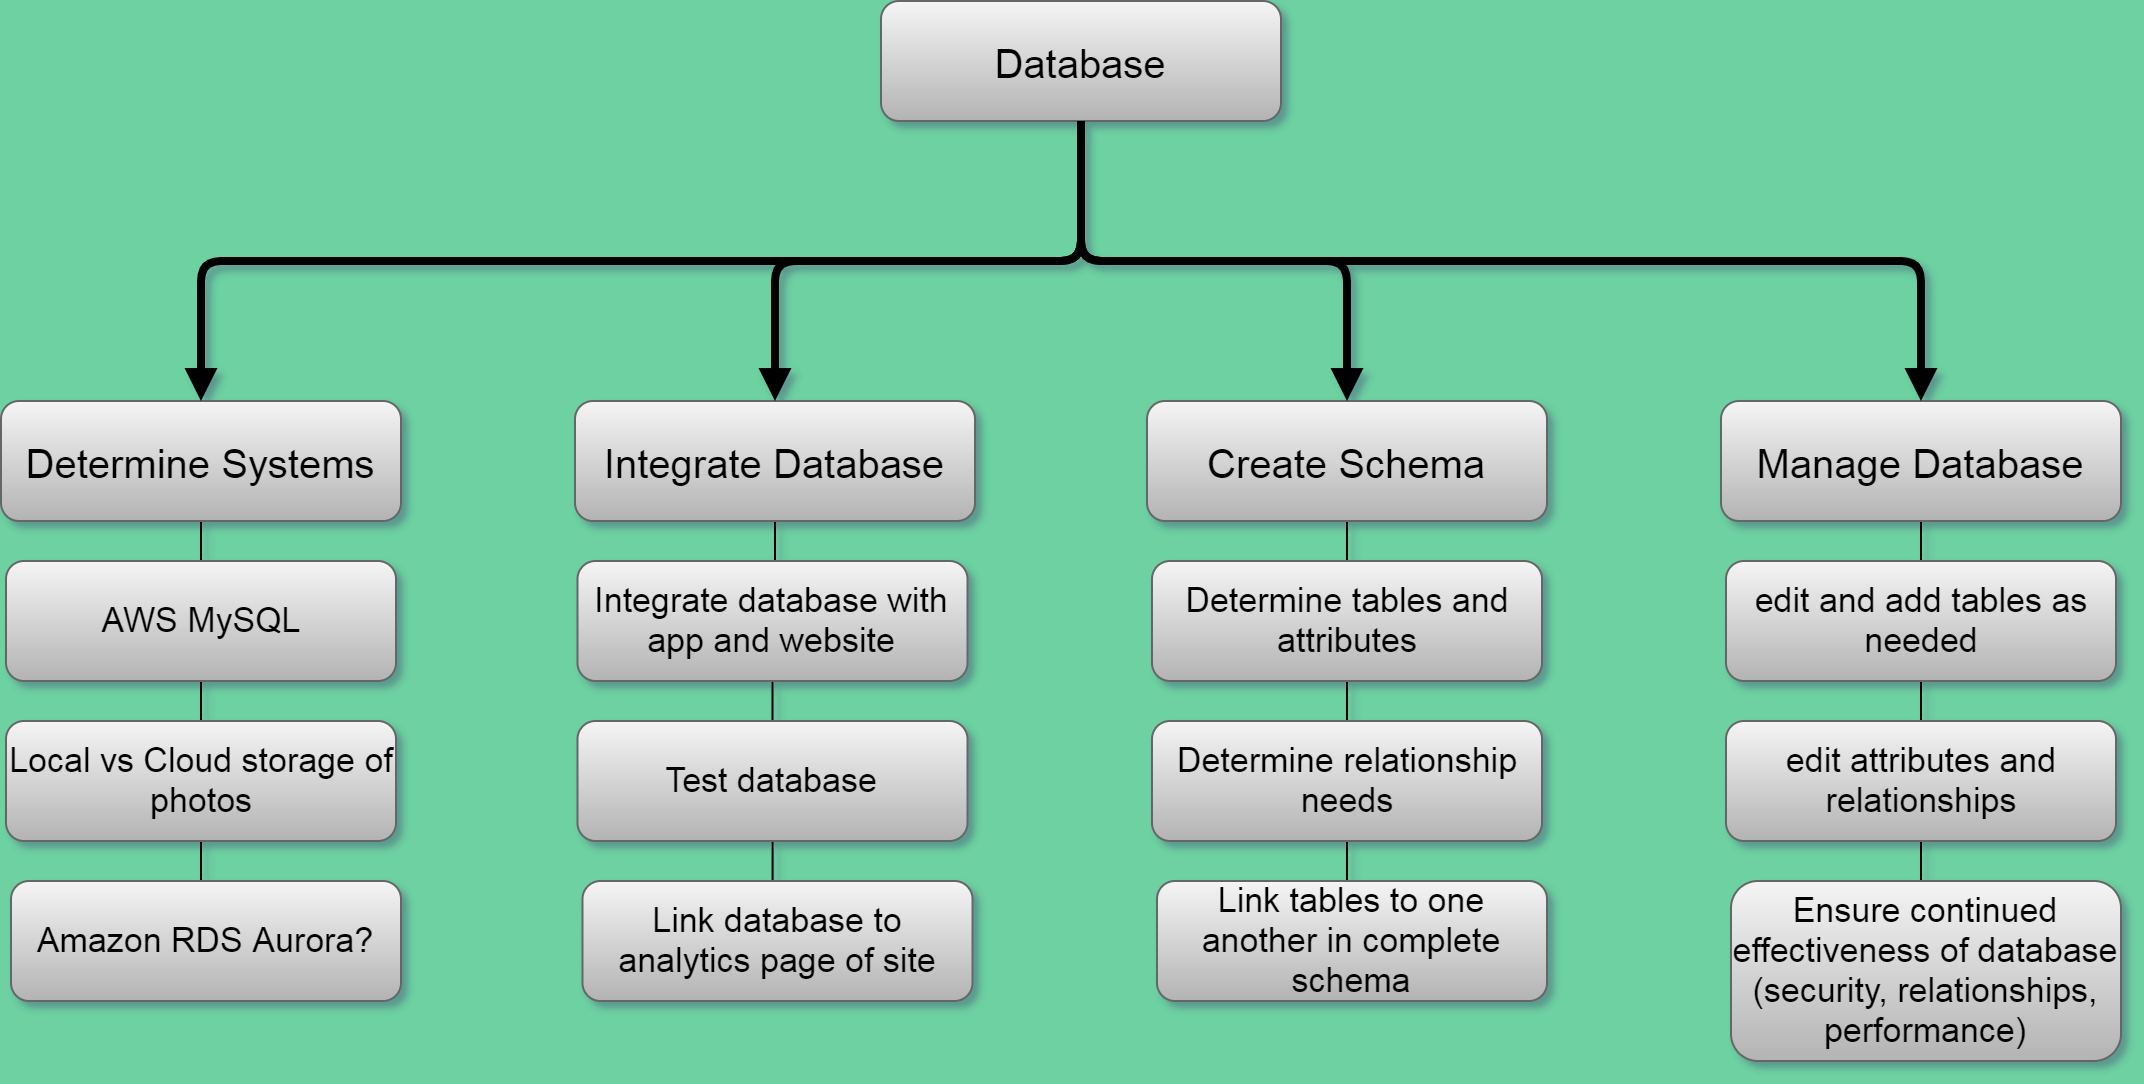 Database
Determine Systems
AWS MySQL
Local vs Cloud storage of
photos
Amazon RDS Aurora?
Integrate Database
Integrate database with
app and website
Test database
Link database to
analytics page of site
Create Schema
Determine tables and
attributes
Determine relationship
needs
Link tables to one
another in complete
schema
Manage Database
edit and add tables as
needed
edit attributes and
relationships
Ensure continued
effectiveness of database
(security, relationships,
performance)